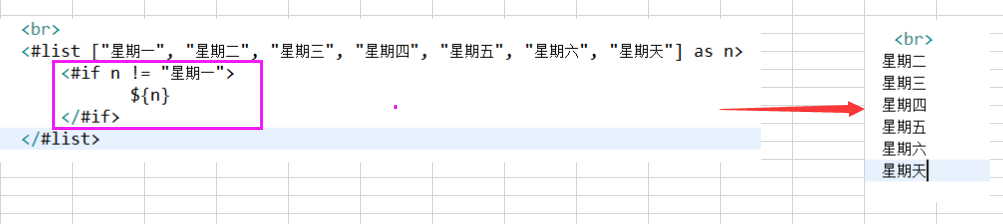 <br>
<#list ["星期一", "星期二", "星期三", "星期四", "星期五", "星期六", "星期天"] as n>
<#if n != "星期一">
${n}
</#if>
</#list>
<br>
星期二
星期三
星期四
星期五
星期六
星期天